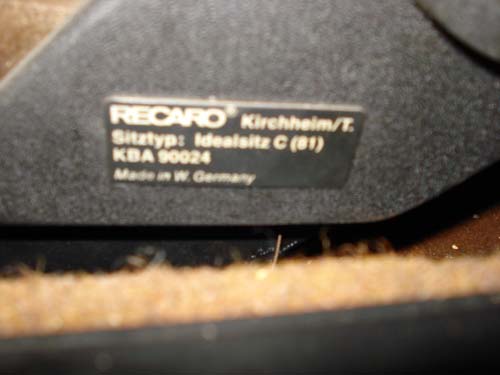 RECARO® Kirchheim/T.
Sitztyp: Idealsitz C (81)
KBA 90024
Made in W. Germany